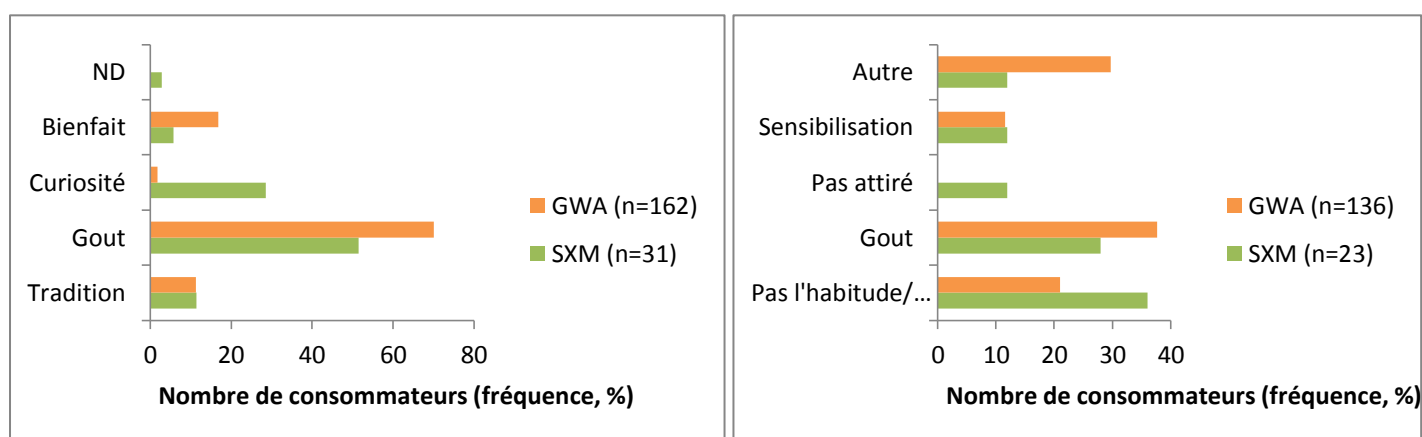 ND
Bienfait
Curiosité
Gout
Tradition
GWA (n=162)
SXM (n=31)
0 20 40 60 80
Nombre de consommateurs (fréquence, %)
Autre
Sensibilisation
Pas attiré
Gout
Pas l'habitude/...
GWA (n=136)
SXM (n=23)
0 10 20 30 40
Nombre de consommateurs (fréquence, %)